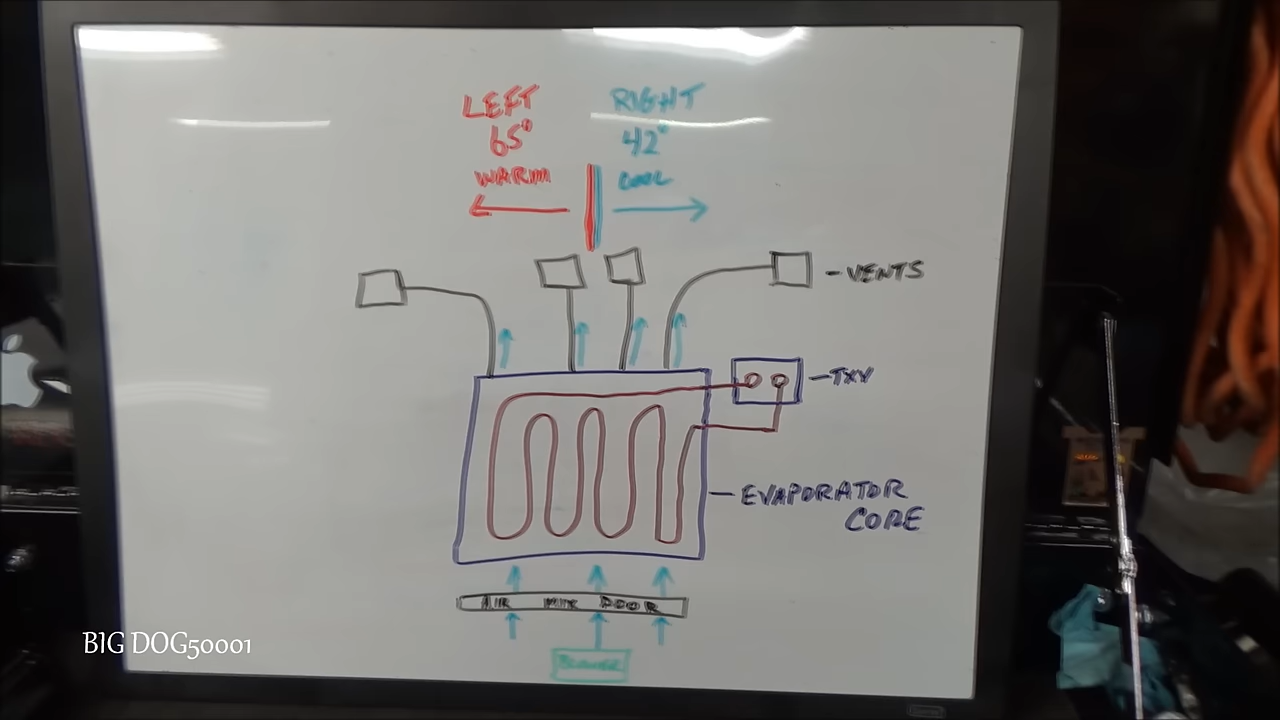 LEFT
65°
WARM
RIGHT
42°
COOL
-VENTS
-TXV
-EVAPORATOR
CORE
AIR MIX DOOR
BLOWER
BIG DOG50001